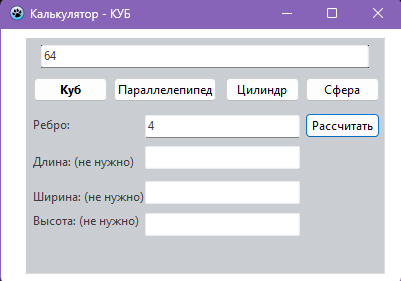 Калькулятор - КУБ
64
Куб Параллелепипед Цилиндр Сфера
Ребро: 4 Рассчитать
Длина: (не нужно)
Ширина: (не нужно)
Высота: (не нужно)